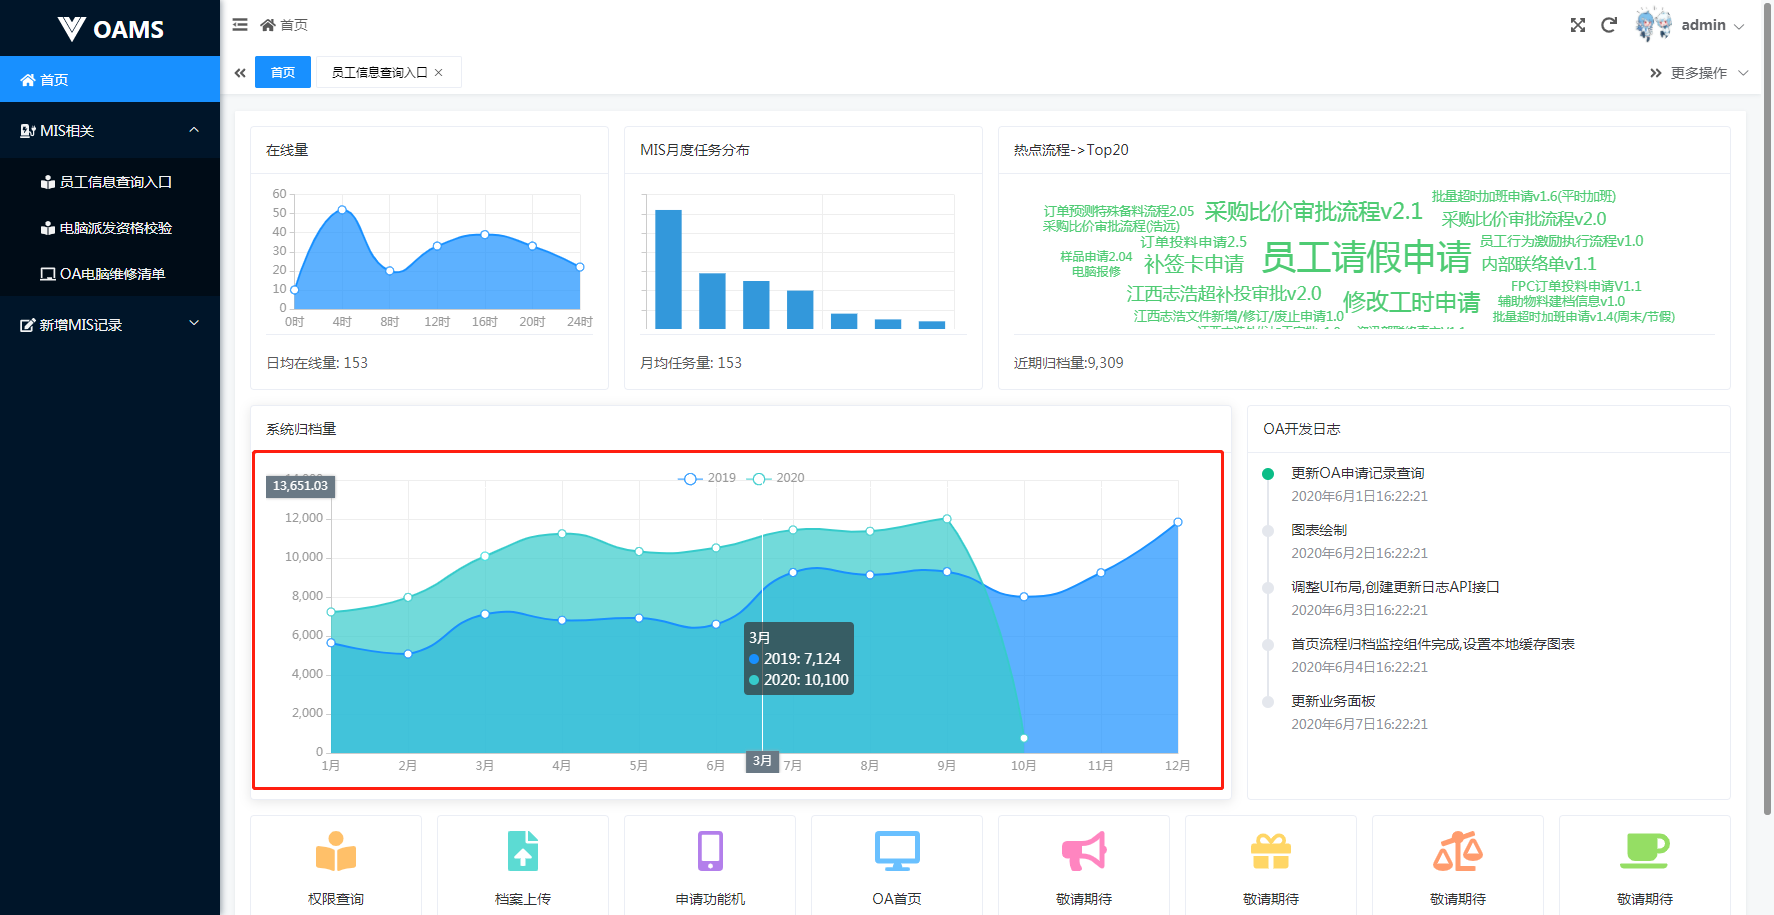 OAMS
首页
MIS相关
员工信息查询入口
电脑派发资格校验
OA电脑维修清单
新增MIS记录
首页
admin
首页
员工信息查询入口 ×
更多操作
在线量
60
50
40
30
20
10
0
0时 4时 8时 12时 16时 20时 24时
日均在线量: 153
MIS月度任务分布
月均任务量: 153
热点流程->Top20
批量超时加班申请v1.6(平时加班)
订单预测特殊备料流程2.05
采购比价审批流程v2.1
采购比价审批流程v2.0
采购比价审批流程(浩远)
订单投料申请2.5
员工请假申请
员工行为激励执行流程v1.0
样品申请2.04
补签卡申请
内部联络单v1.1
电脑报修
江西志浩超补投审批v2.0
修改工时申请
FPC订单投料申请V1.1
辅助物料建档信息v1.0
江西志浩文件新增/修订/废止申请1.0
批量超时加班申请v1.4(周末/节假)
近期归档量:9,309
系统归档量
13,651.03
2019 2020
12,000
10,000
8,000
6,000
4,000
2,000
0
3月
2019: 7,124
2020: 10,100
1月 2月 3月 4月 5月 6月 3月 7月 8月 9月 10月 11月 12月
OA开发日志
更新OA申请记录查询
2020年6月1日16:22:21
图表绘制
2020年6月2日16:22:21
调整UI布局,创建更新日志API接口
2020年6月3日16:22:21
首页流程归档监控组件完成,设置本地缓存图表
2020年6月4日16:22:21
更新业务面板
2020年6月7日16:22:21
权限查询
档案上传
申请功能机
OA首页
敬请期待
敬请期待
敬请期待
敬请期待